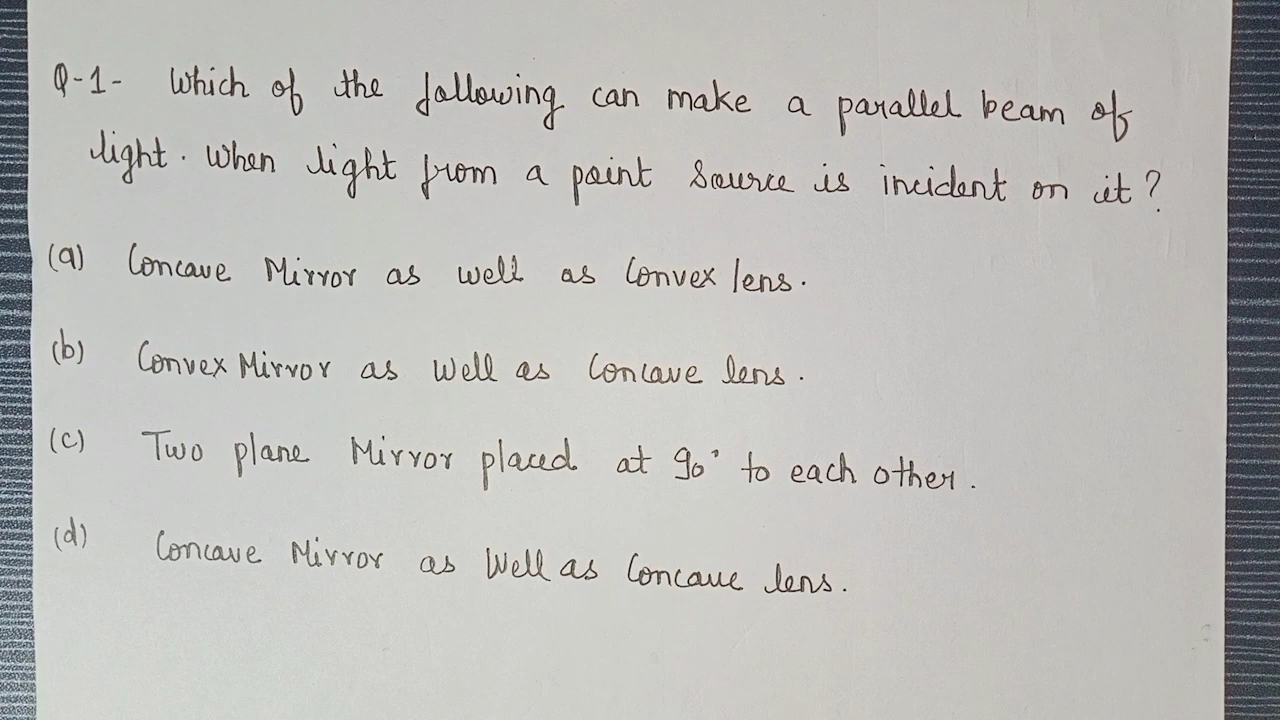 Q-1- Which of the following can make a parallel beam of
light. When light from a point source is incident on it?
(a) Concave Mirror as well as Convex lens.
(b) Convex Mirror as Well as Concave lens.
(c) Two plane Mirror placed at 90° to each other.
(d) Concave Mirror as Well as Concave lens.